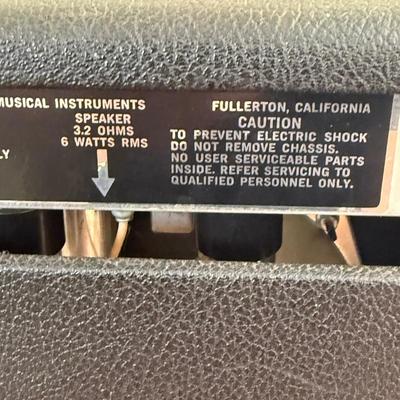 MUSICAL INSTRUMENTS
SPEAKER
3.2 OHMS
6 WATTS RMS
LY
FULLERTON, CALIFORNIA
CAUTION
TO PREVENT ELECTRIC SHOCK
DO NOT REMOVE CHASSIS.
NO USER SERVICEABLE PARTS
INSIDE. REFER SERVICING TO
QUALIFIED PERSONNEL ONLY.